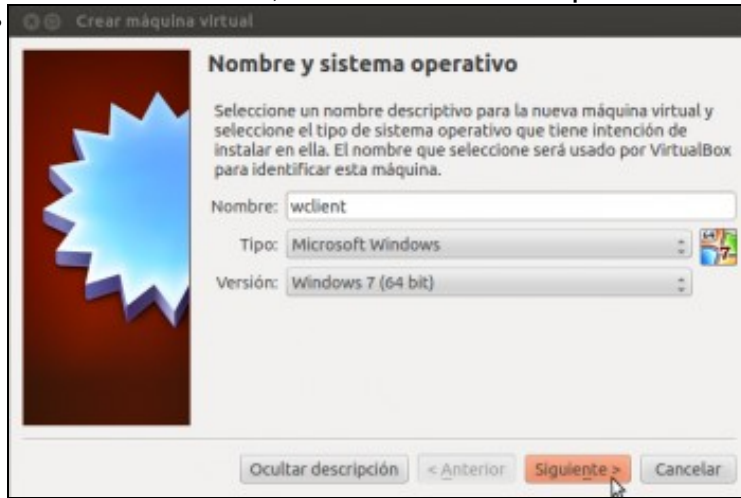 Crear máquina virtual
Nombre y sistema operativo
Seleccione un nombre descriptivo para la nueva máquina virtual y
seleccione el tipo de sistema operativo que tiene intención de
instalar en ella. El nombre que seleccione será usado por VirtualBox
para identificar esta máquina.
Nombre: wclient
Tipo: Microsoft Windows
64
7
Versión: Windows 7 (64 bit)
Ocultar descripción < Anterior Siguiente > Cancelar